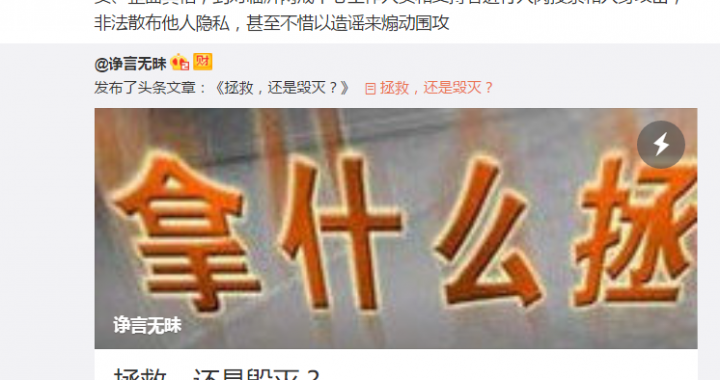 非法散布他人隐私，甚至不惜以造谣来煽动围攻
@诤言无昧
财
发布了头条文章：《拯救，还是毁灭？》 拯救，还是毁灭？
拿什么拯
诤言无昧
拯救，还是毁灭？